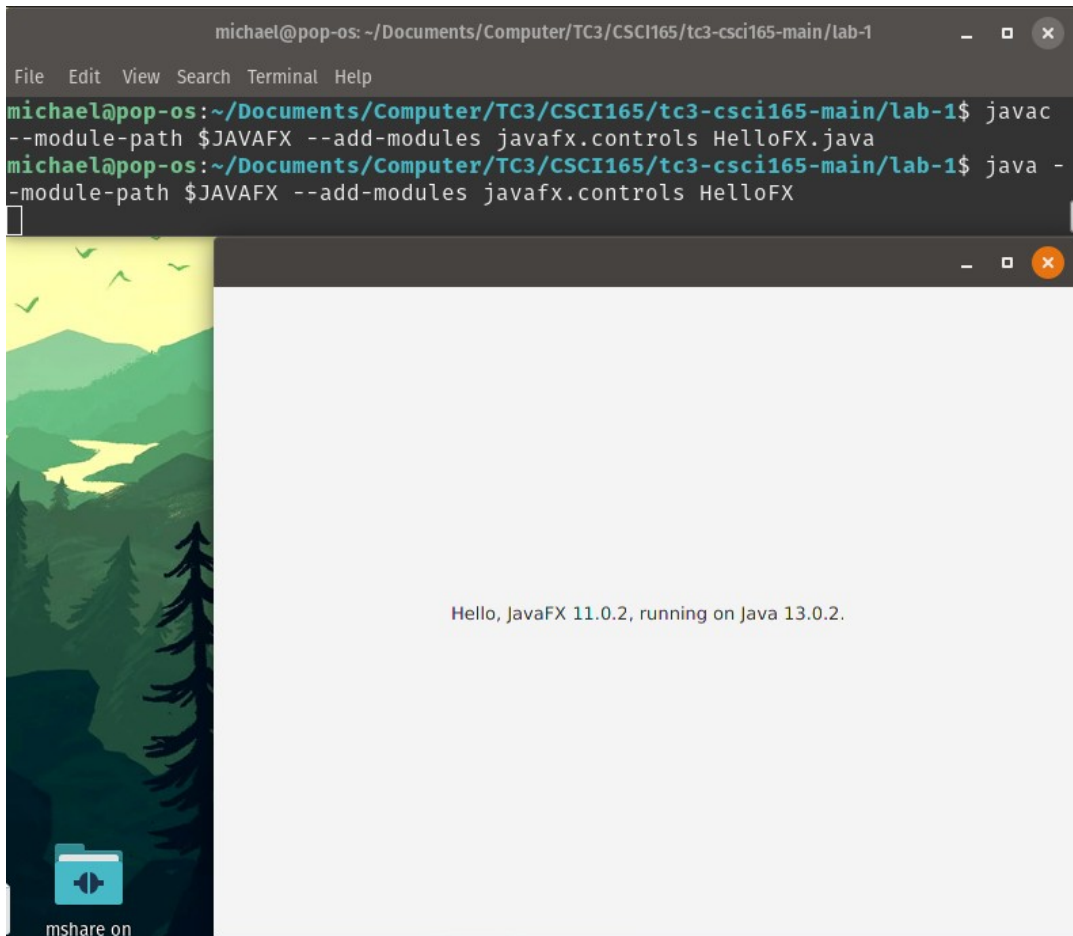 michael@pop-os: ~/Documents/Computer/TC3/CSCI165/tc3-csci165-main/lab-1
File Edit View Search Terminal Help
michael@pop-os:~/Documents/Computer/TC3/CSCI165/tc3-csci165-main/lab-1$ javac
--module-path $JAVAFX --add-modules javafx.controls HelloFX.java
michael@pop-os:~/Documents/Computer/TC3/CSCI165/tc3-csci165-main/lab-1$ java -
-module-path $JAVAFX --add-modules javafx.controls HelloFX
Hello, JavaFX 11.0.2, running on Java 13.0.2.
mshare on